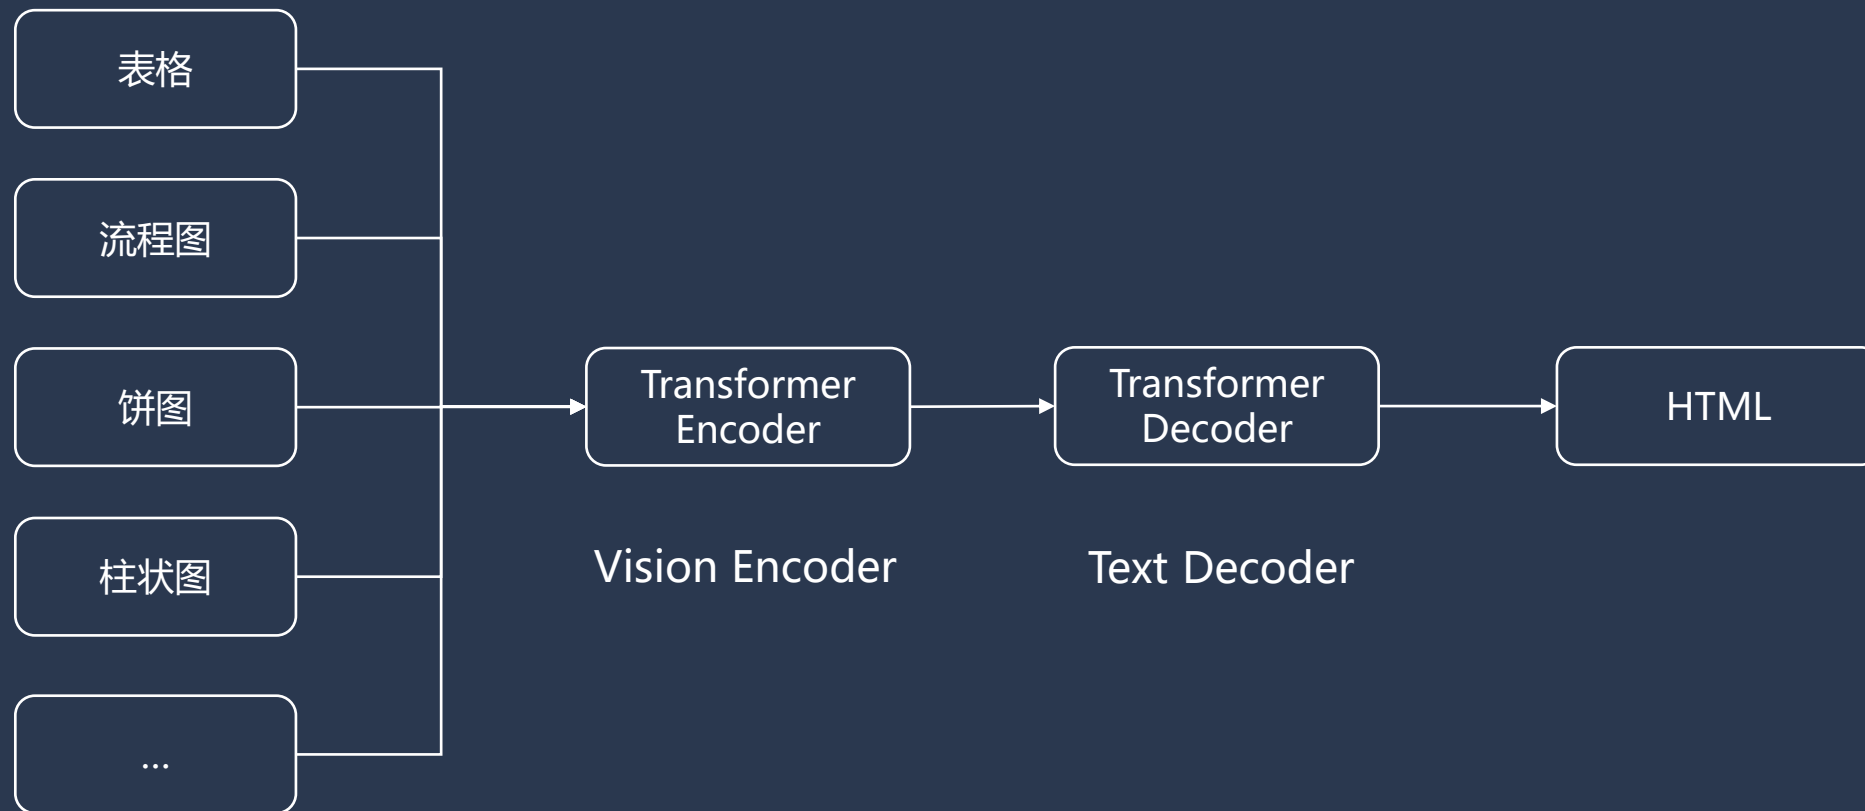 表格
流程图
饼图
柱状图
...
Transformer
Encoder
Vision Encoder
Transformer
Decoder
Text Decoder
HTML